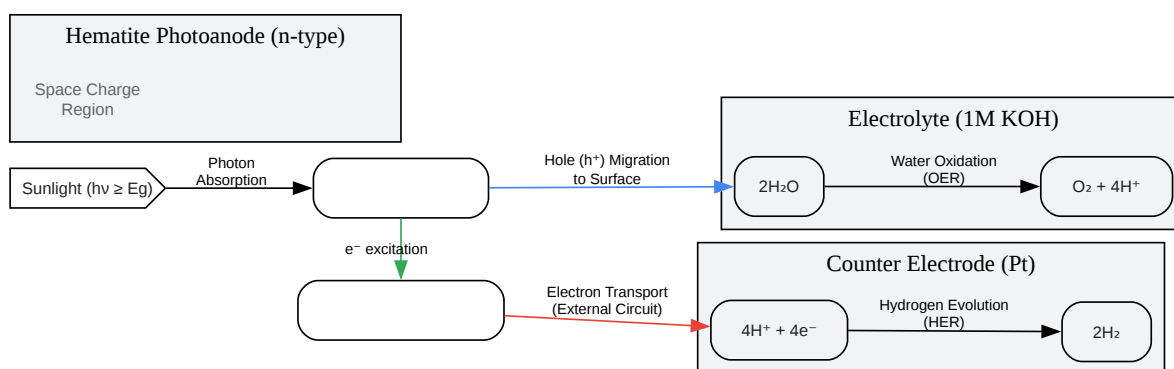 Hematite Photoanode (n-type)
Space Charge
Region
Sunlight (hν ≥ Eg)
Photon
Absorption
Hole (h⁺) Migration
to Surface
Electrolyte (1M KOH)
2H₂O
Water Oxidation
(OER)
O₂ + 4H⁺
e⁻ excitation
Electron Transport
(External Circuit)
Counter Electrode (Pt)
4H⁺ + 4e⁻
Hydrogen Evolution
(HER)
2H₂